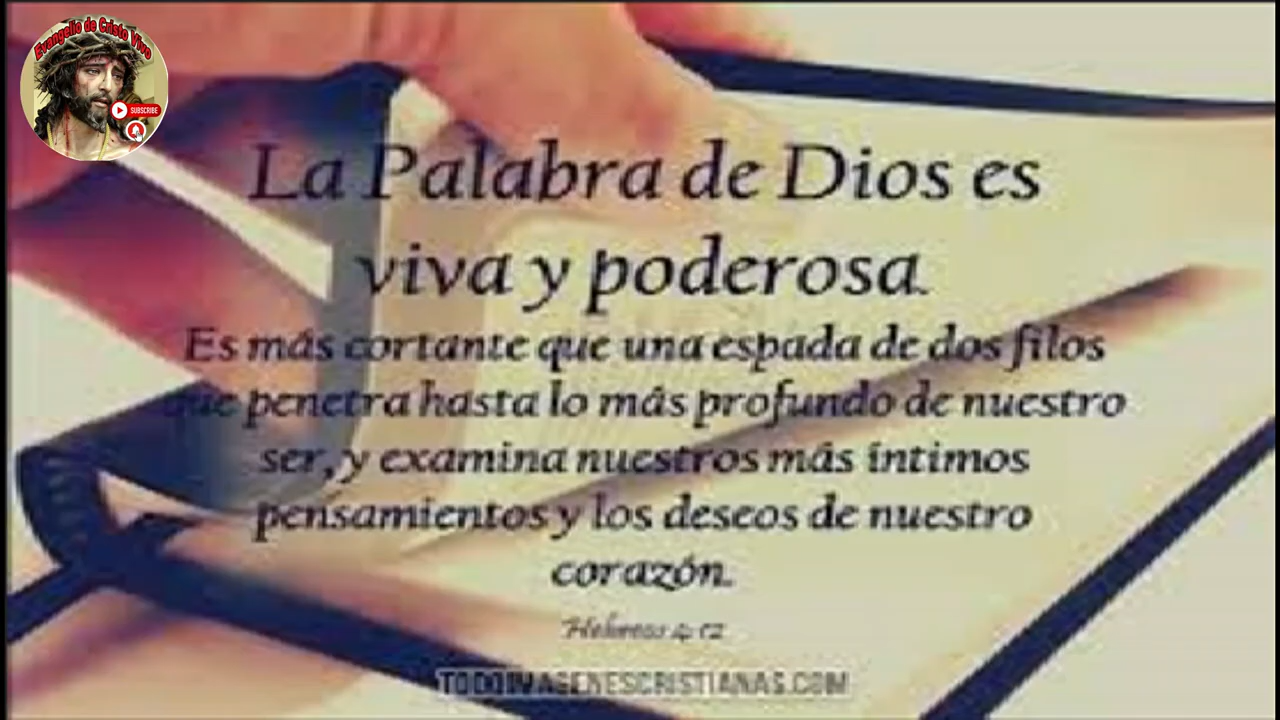 Evangelio de Cristo Vivo
SUBSCRIBE
La Palabra de Dios es
viva y poderosa.
Es más cortante que una espada de dos filos
que penetra hasta lo más profundo de nuestro
ser, y examina nuestros más íntimos
pensamientos y los deseos de nuestro
corazón.
Hebreos 4:12
TODOIMAGENESCRISTIANAS.COM